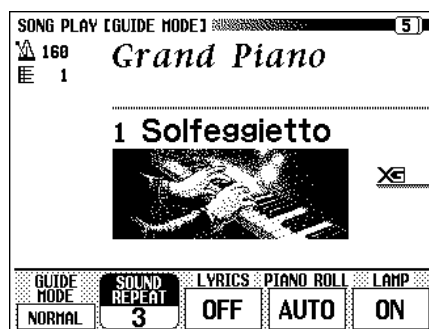 SONG PLAY [GUIDE MODE] 5
160
1
Grand Piano
1 Solfeggietto
XG
GUIDE MODE
NORMAL
SOUND REPEAT
3
LYRICS
OFF
PIANO ROLL
AUTO
LAMP
ON